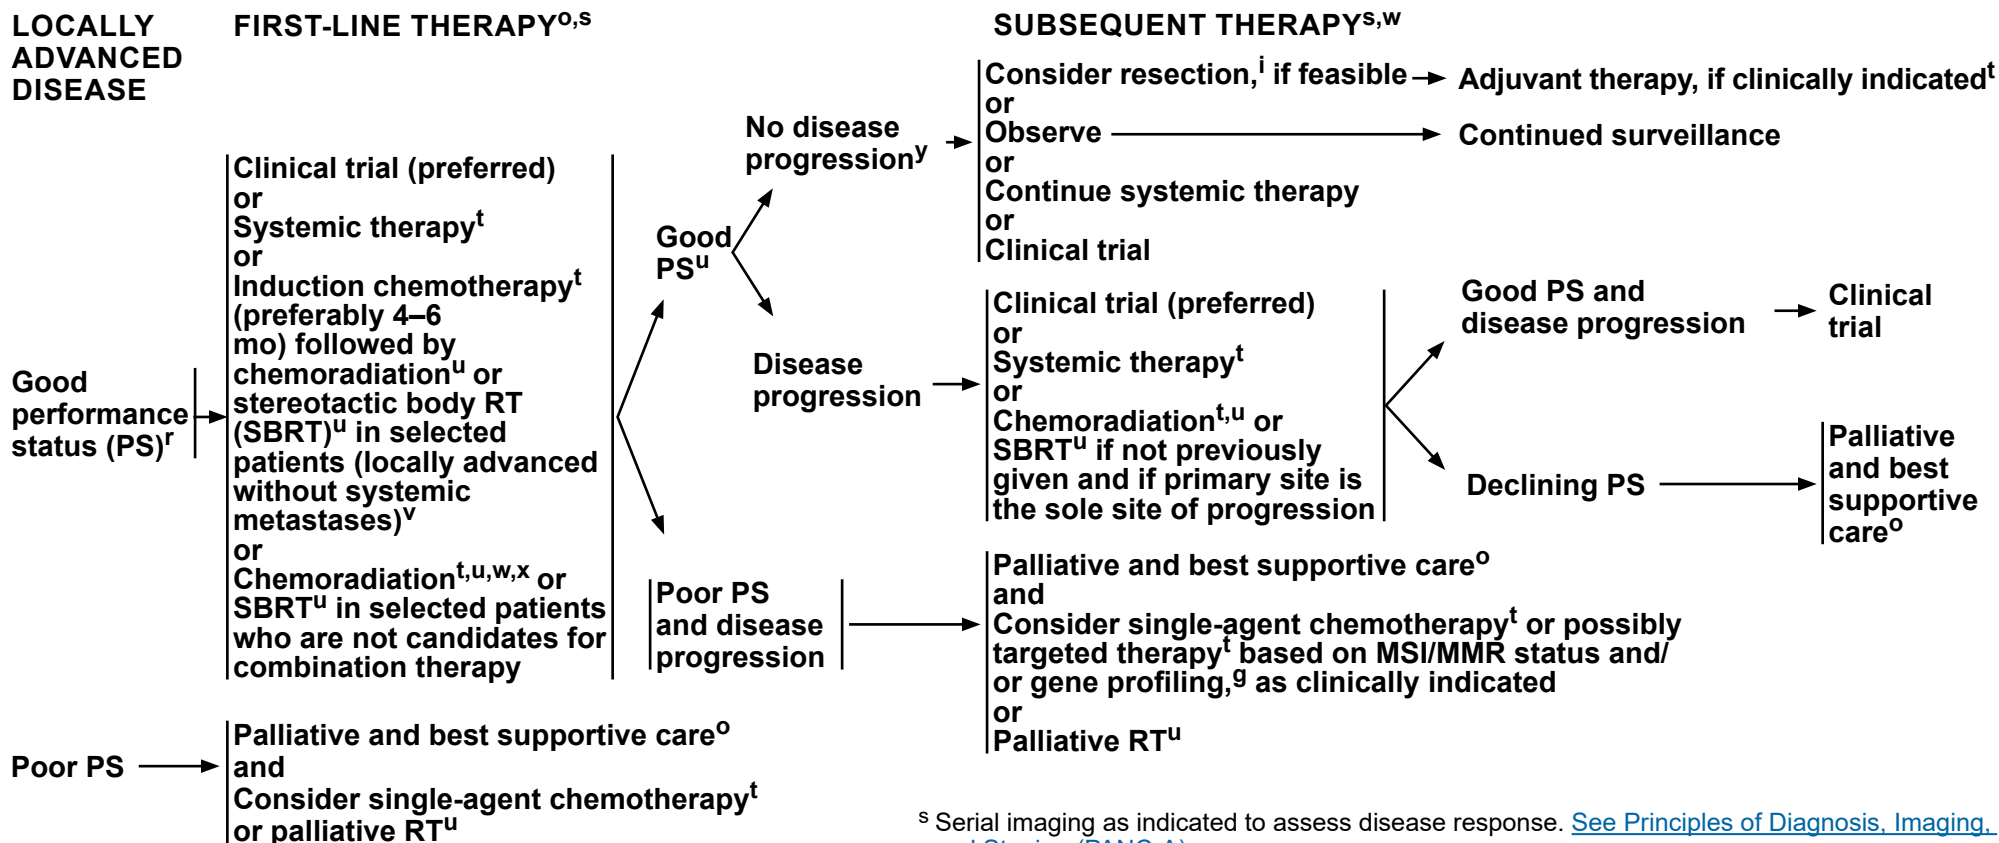 LOCALLY
ADVANCED
DISEASE
FIRST-LINE THERAPYo,s
SUBSEQUENT THERAPYs,w
Good
performance
status (PS)r
Clinical trial (preferred)
or
Systemic therapyt
or
Induction chemotherapyt
(preferably 4–6
mo) followed by
chemoradiationu or
stereotactic body RT
(SBRT)u in selected
patients (locally advanced
without systemic
metastases)v
or
Chemoradiationt,u,w,x or
SBRTu in selected patients
who are not candidates for
combination therapy
Good
PSu
No disease
progressiony
Consider resection,i if feasible
Adjuvant therapy, if clinically indicatedt
or
Observe
Continued surveillance
or
Continue systemic therapy
or
Clinical trial
Disease
progression
Clinical trial (preferred)
or
Systemic therapyt
or
Chemoradiationt,u or
SBRTu if not previously
given and if primary site is
the sole site of progression
Good PS and
disease progression
Clinical
trial
Declining PS
Palliative
and best
supportive
careo
Poor PS
and disease
progression
Palliative and best supportive careo
and
Consider single-agent chemotherapyt or possibly
targeted therapyt based on MSI/MMR status and/
or gene profiling,g as clinically indicated
or
Palliative RTu
Poor PS
Palliative and best supportive careo
and
Consider single-agent chemotherapyt
or palliative RTu
s Serial imaging as indicated to assess disease response. See Principles of Diagnosis, Imaging,